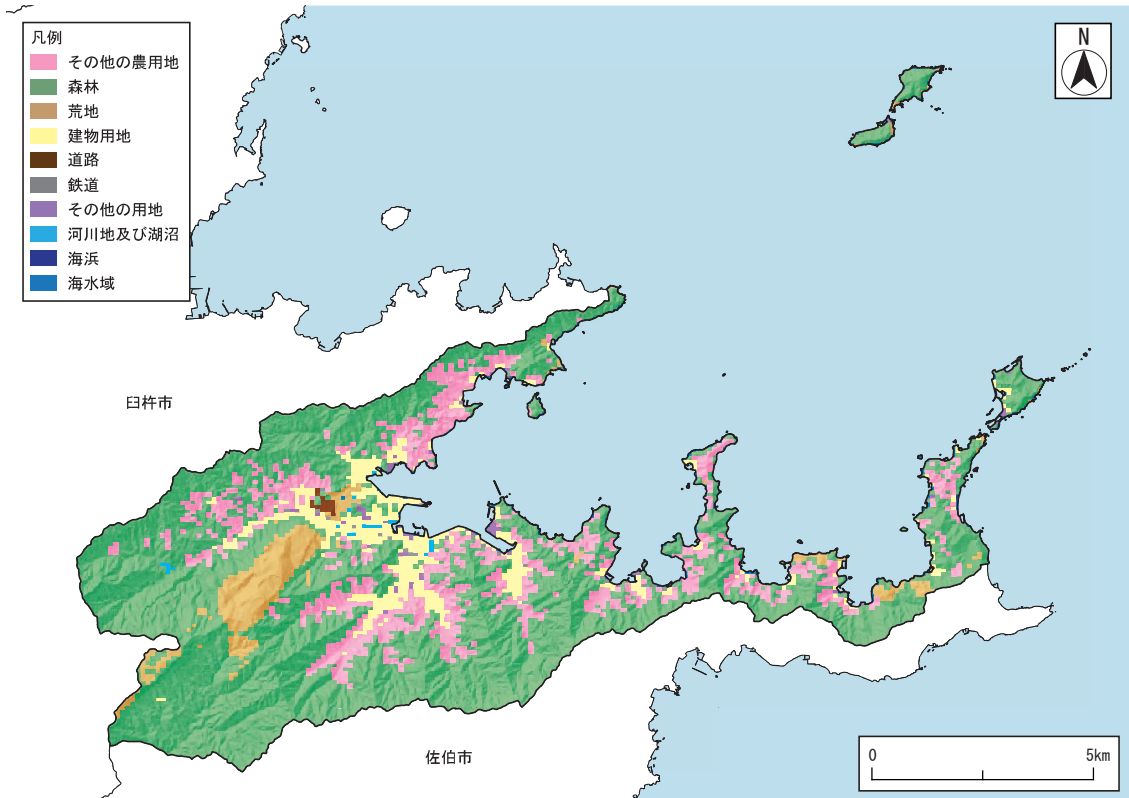 凡例
その他の農用地
森林
荒地
建物用地
道路
鉄道
その他の用地
河川地及び湖沼
海浜
海水域
N
臼杵市
佐伯市
0 5km